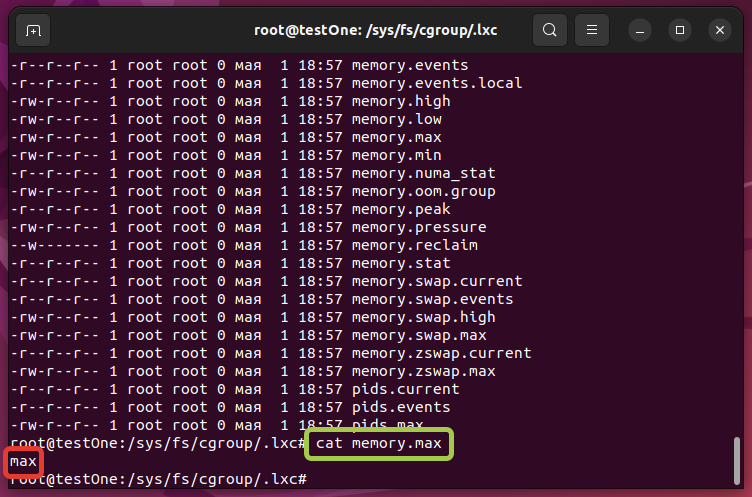 root@testOne: /sys/fs/cgroup/.lxc
-r--r--r-- 1 root root 0 мая  1 18:57 memory.events
-r--r--r-- 1 root root 0 мая  1 18:57 memory.events.local
-rw-r--r-- 1 root root 0 мая  1 18:57 memory.high
-rw-r--r-- 1 root root 0 мая  1 18:57 memory.low
-rw-r--r-- 1 root root 0 мая  1 18:57 memory.max
-rw-r--r-- 1 root root 0 мая  1 18:57 memory.min
-r--r--r-- 1 root root 0 мая  1 18:57 memory.numa_stat
-rw-r--r-- 1 root root 0 мая  1 18:57 memory.oom.group
-r--r--r-- 1 root root 0 мая  1 18:57 memory.peak
-rw-r--r-- 1 root root 0 мая  1 18:57 memory.pressure
--w------- 1 root root 0 мая  1 18:57 memory.reclaim
-r--r--r-- 1 root root 0 мая  1 18:57 memory.stat
-r--r--r-- 1 root root 0 мая  1 18:57 memory.swap.current
-r--r--r-- 1 root root 0 мая  1 18:57 memory.swap.events
-rw-r--r-- 1 root root 0 мая  1 18:57 memory.swap.high
-rw-r--r-- 1 root root 0 мая  1 18:57 memory.swap.max
-r--r--r-- 1 root root 0 мая  1 18:57 memory.zswap.current
-rw-r--r-- 1 root root 0 мая  1 18:57 memory.zswap.max
-r--r--r-- 1 root root 0 мая  1 18:57 pids.current
-r--r--r-- 1 root root 0 мая  1 18:57 pids.events
-rw-r--r-- 1 root root 0 мая  1 18:57 pids.max
root@testOne:/sys/fs/cgroup/.lxc# cat memory.max
max
root@testOne:/sys/fs/cgroup/.lxc#